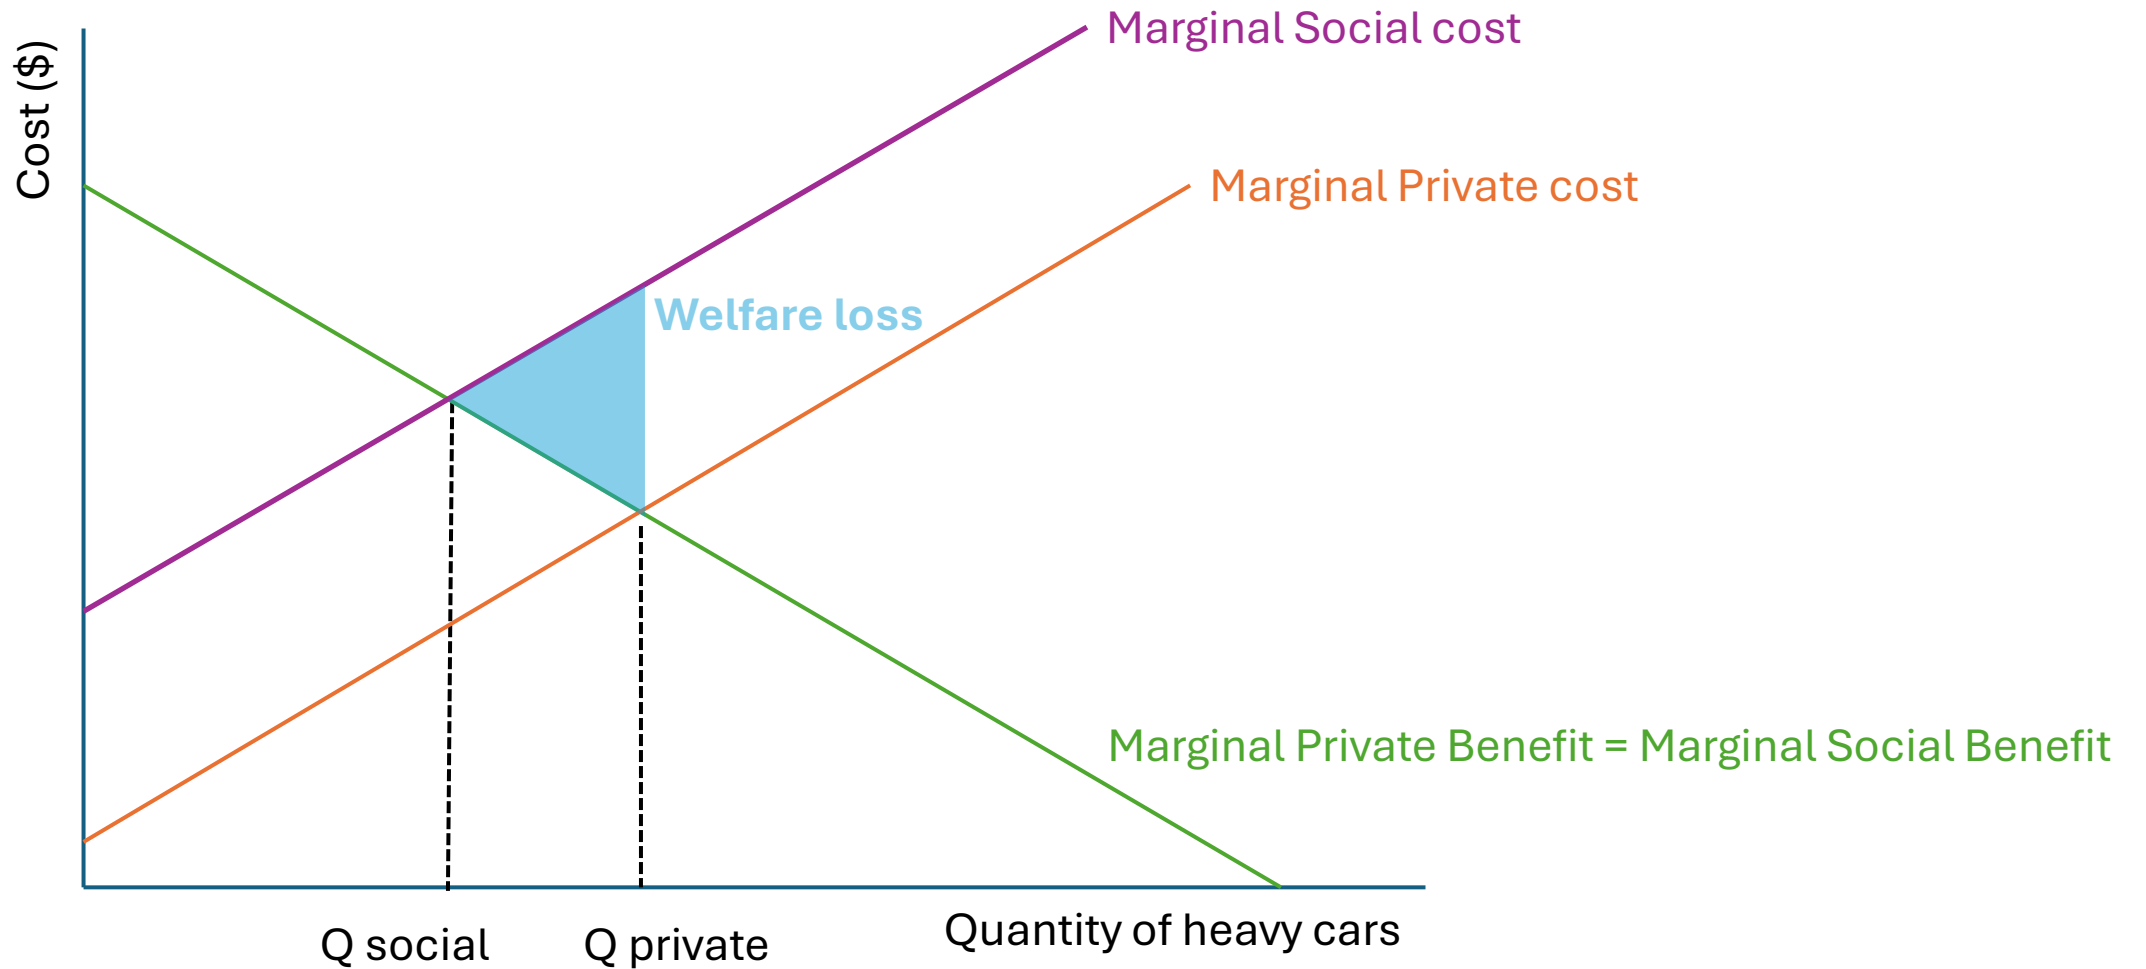 Marginal Social cost
Cost ($)
Marginal Private cost
Welfare loss
Marginal Private Benefit = Marginal Social Benefit
Q social
Q private
Quantity of heavy cars